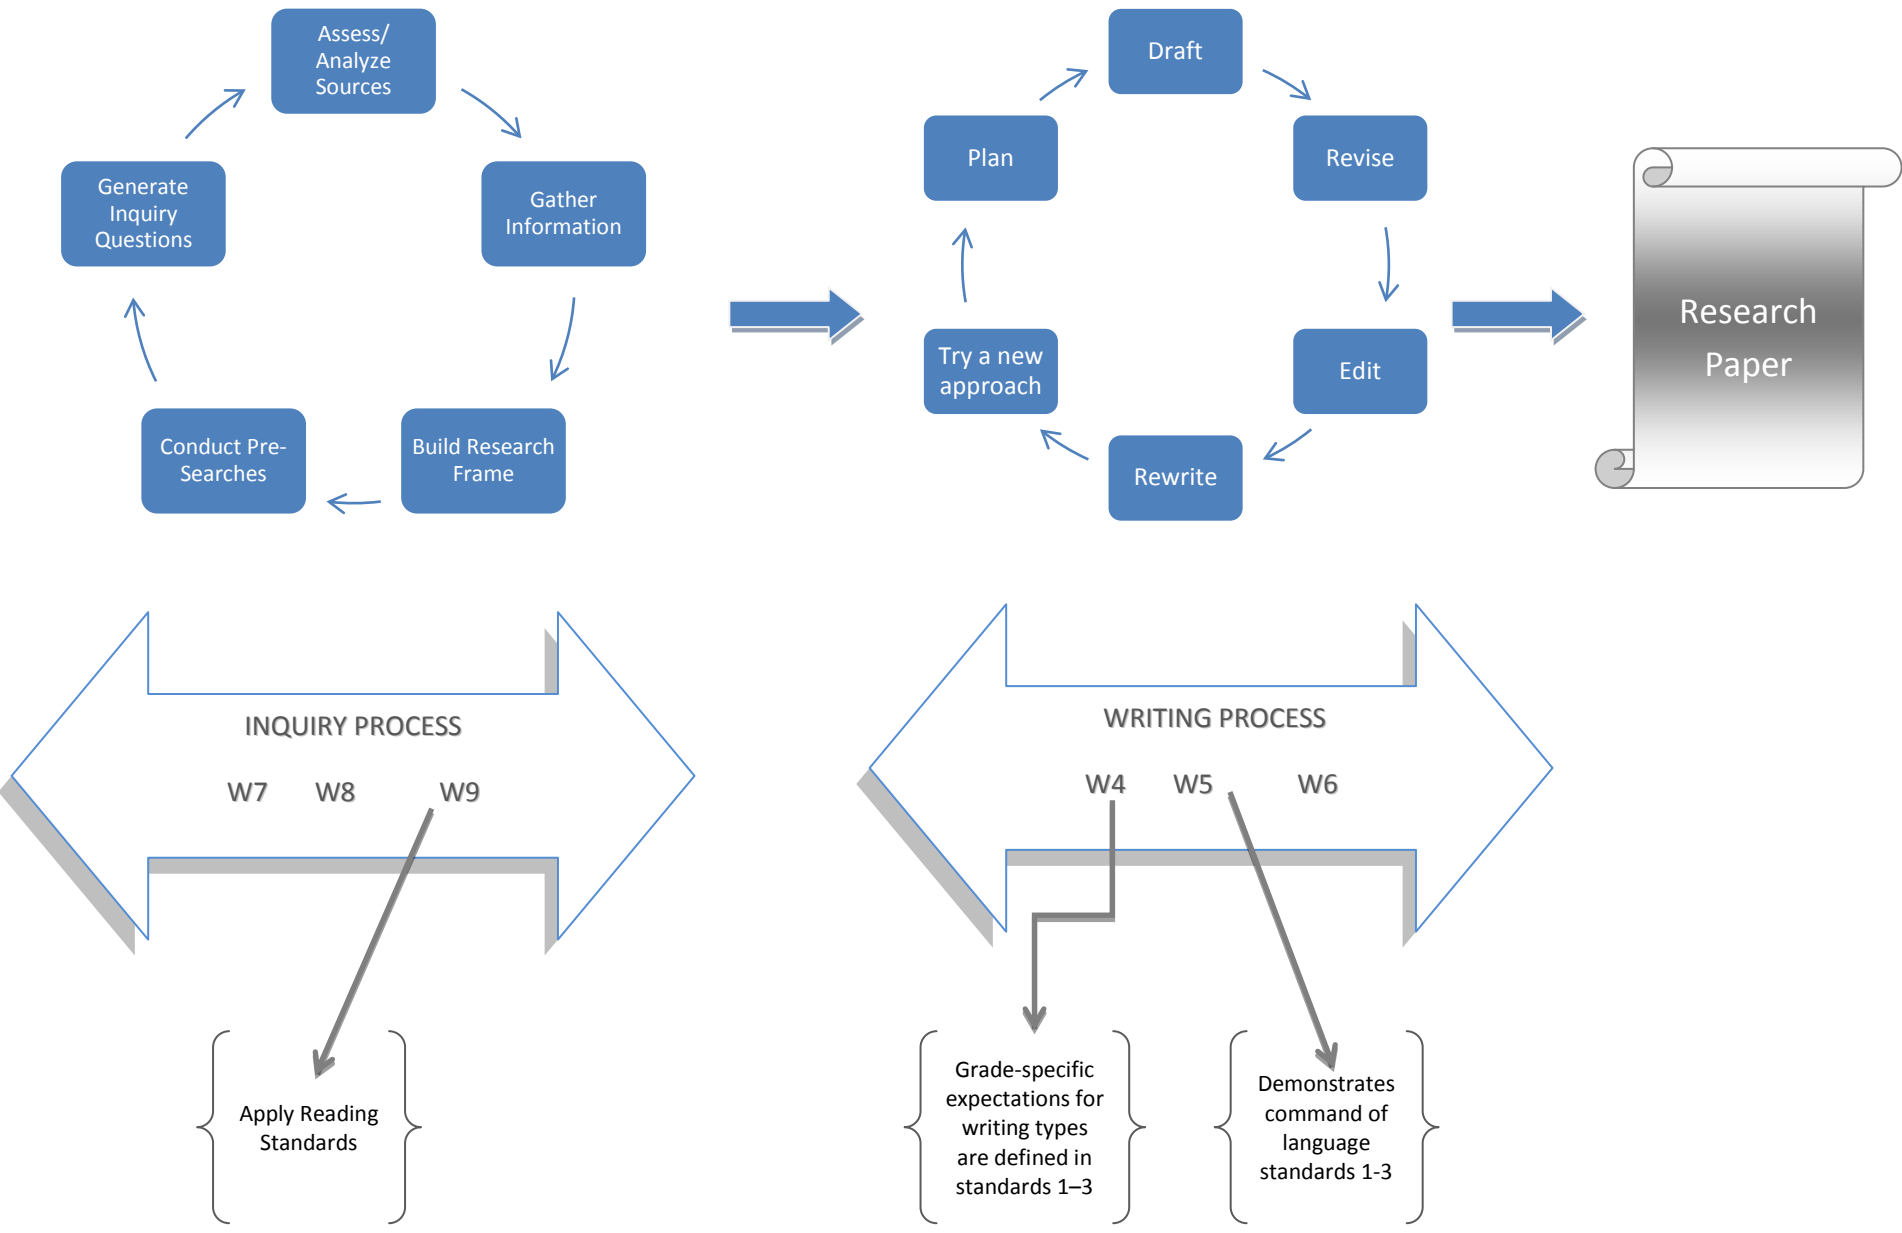 Assess/
Analyze
Sources
Gather
Information
Build Research
Frame
Conduct Pre-
Searches
Generate
Inquiry
Questions
Draft
Revise
Edit
Rewrite
Try a new
approach
Plan
Research
Paper
INQUIRY PROCESS
W7 W8 W9
WRITING PROCESS
W4 W5 W6
Apply Reading
Standards
Grade-specific
expectations for
writing types
are defined in
standards 1–3
Demonstrates
command of
language
standards 1-3